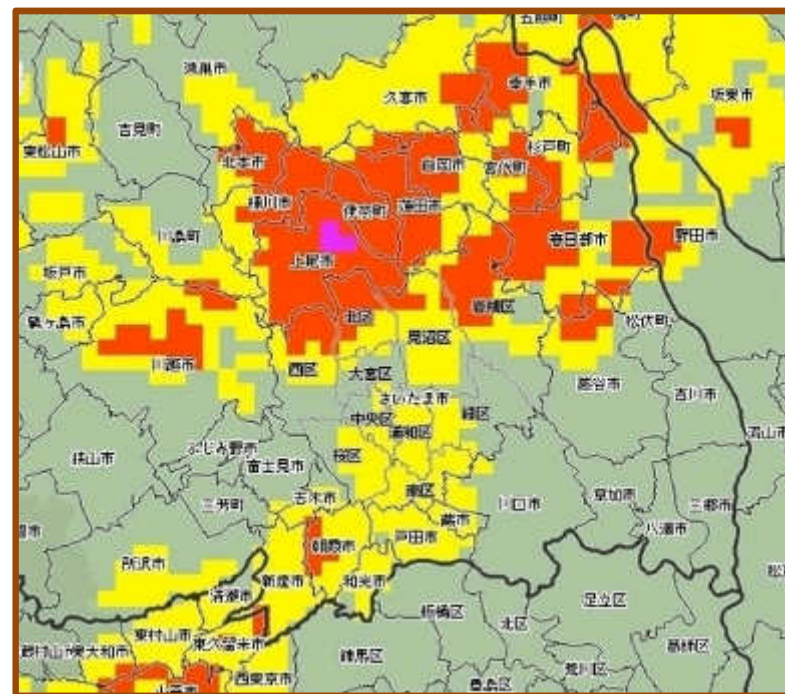 五霞町
境町
鴻巣市
幸手市
久喜市
坂東市
吉見町
杉戸町
東松山市
北本市
白岡市
宮代町
桶川市
伊奈町
蓮田市
川島町
春日部市
野田市
上尾市
坂戸市
北区
岩槻区
松伏町
鶴ヶ島市
見沼区
川越市
西区
大宮区
越谷市
さいたま市
吉川市
中央区
緑区
浦和区
流山市
ふじみ野市
狭山市
桜区
富士見市
志木市
南区
三芳町
川口市
草加市
三郷市
蕨市
八潮市
戸田市
朝霞市
所沢市
新座市
和光市
清瀬市
足立区
板橋区
北区
東村山市
東久留米市
東大和市
練馬区
葛飾区
西東京市
荒川区
豊島区
小平市